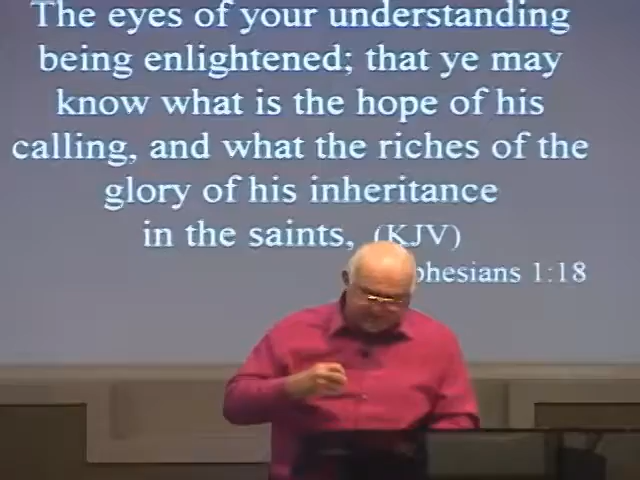 The eyes of your understanding
being enlightened; that ye may
know what is the hope of his
calling, and what the riches of the
glory of his inheritance
in the saints, (KJV)
phesians 1:18